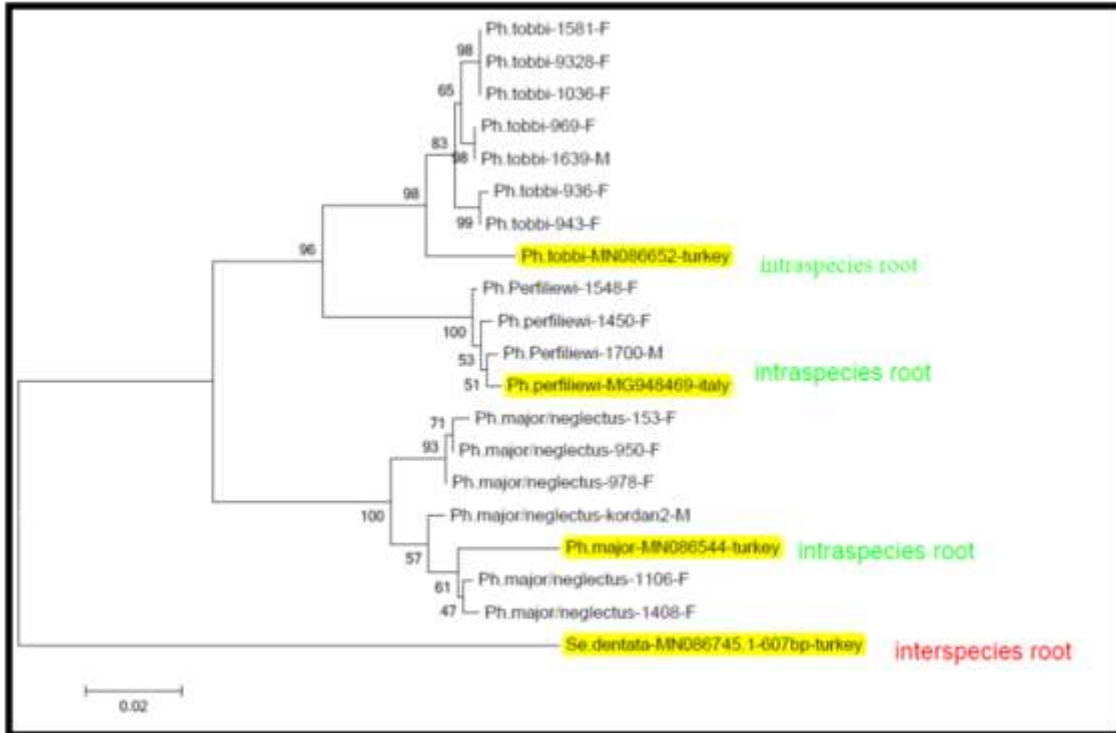 Ph.tobbi-1581-F
98
Ph.tobbi-9328-F
65
Ph.tobbi-1036-F
Ph.tobbi-969-F
83
98
Ph.tobbi-1639-M
98
Ph.tobbi-936-F
99
Ph.tobbi-943-F
96
Ph.tobbi-MN086652-turkey intraspecies root
Ph.Perfiliewi-1548-F
100
Ph.perfiliewi-1450-F
53
Ph.Perfiliewi-1700-M
51
Ph.perfiliewi-MG948469-italy intraspecies root
71
Ph.major/neglectus-153-F
93
Ph.major/neglectus-950-F
Ph.major/neglectus-978-F
100
Ph.major/neglectus-kordan2-M
57
Ph.major-MN086544-turkey intraspecies root
61
Ph.major/neglectus-1106-F
47
Ph.major/neglectus-1408-F
Se.dentata-MN086745.1-607bp-turkey interspecies root
0.02